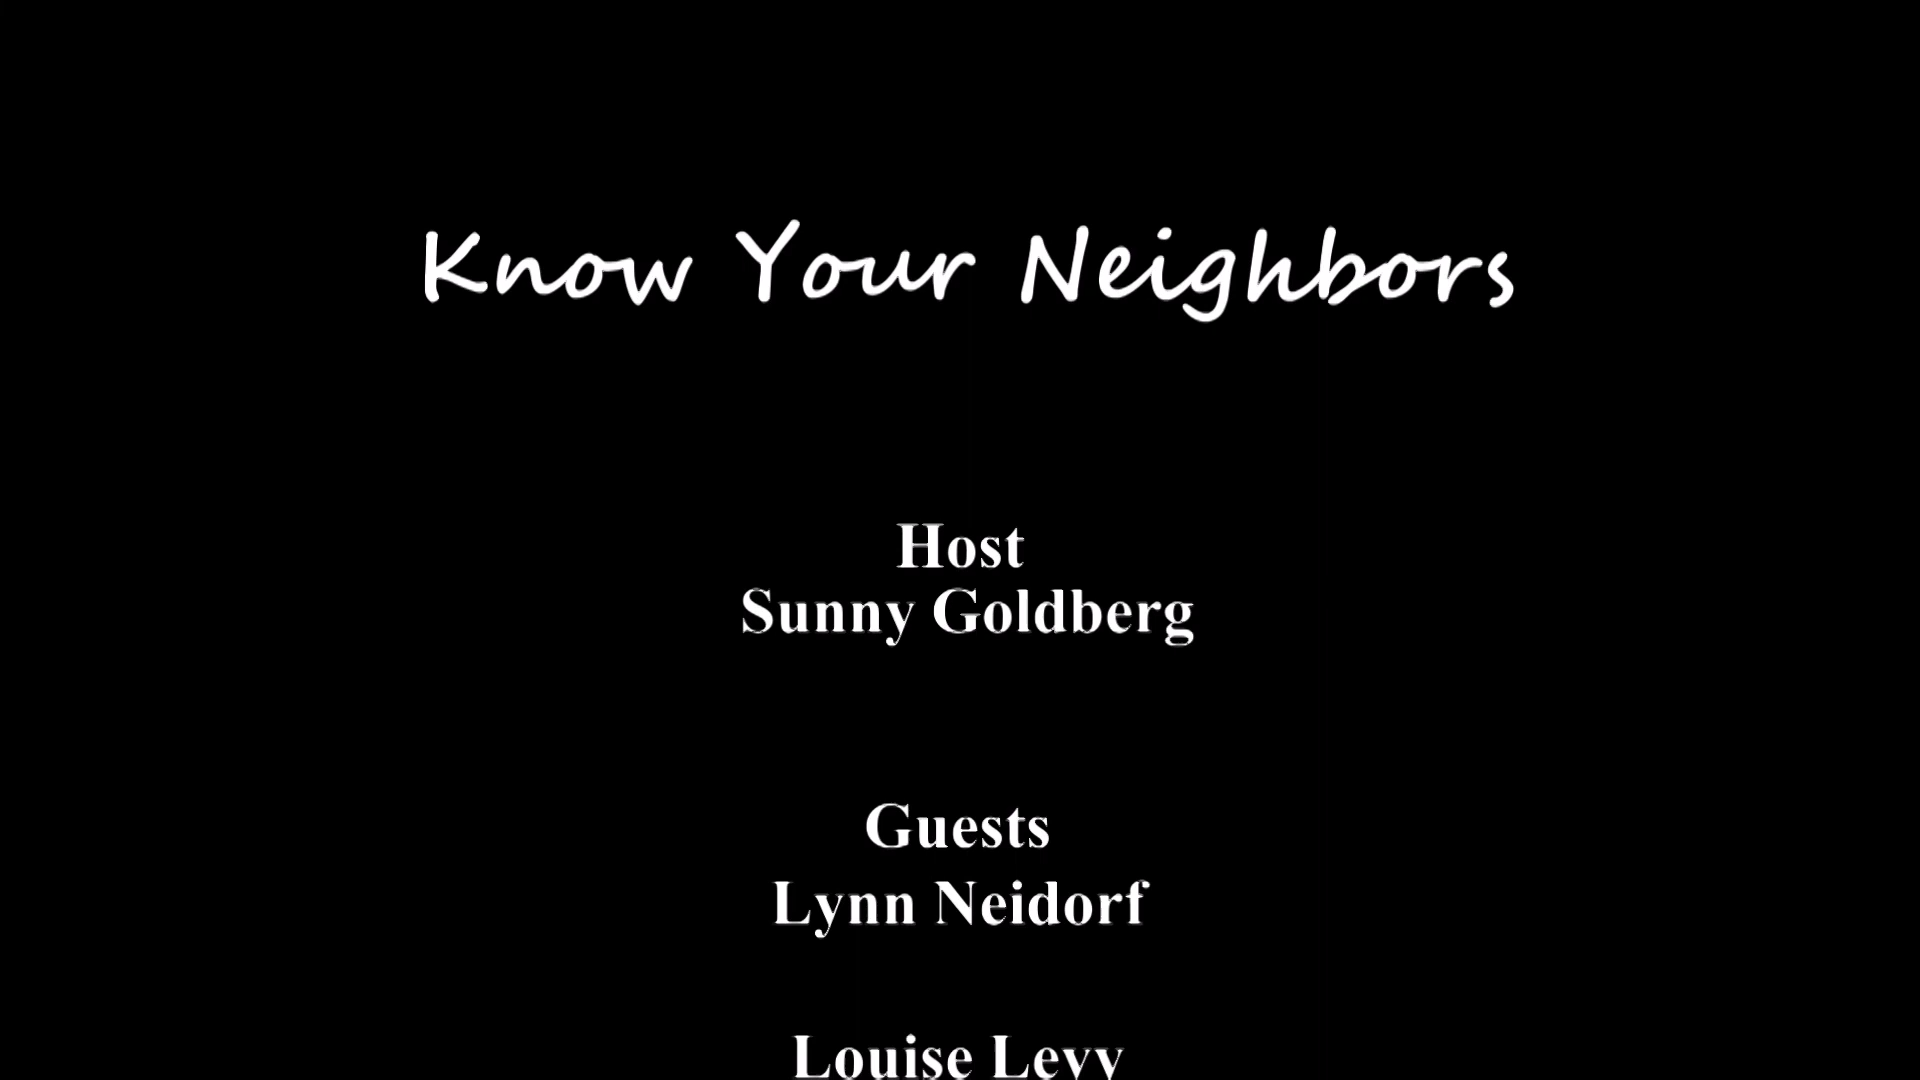 Know Your Neighbors
Host
Sunny Goldberg
Guests
Lynn Neidorf
Louise Levy